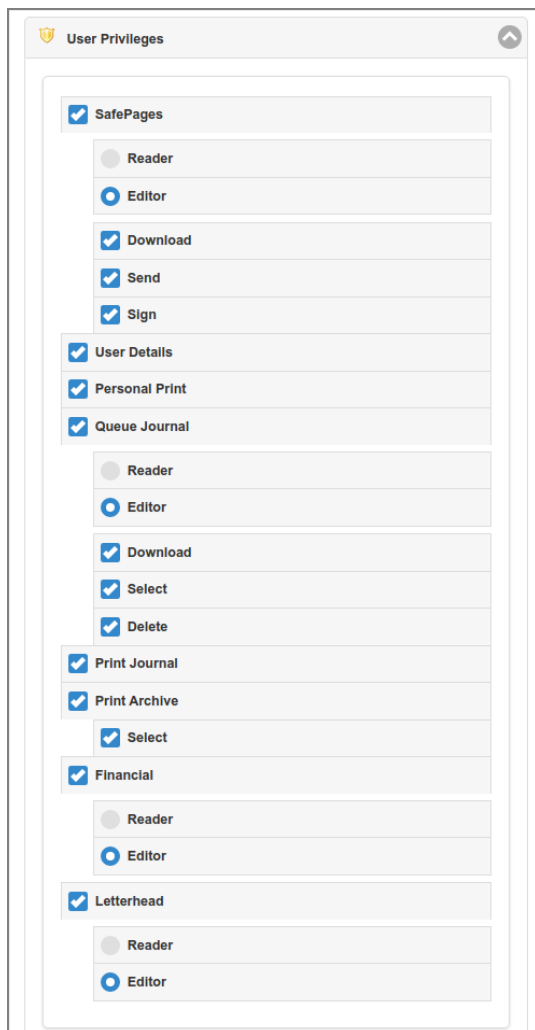 User Privileges
SafePages
Reader
Editor
Download
Send
Sign
User Details
Personal Print
Queue Journal
Reader
Editor
Download
Select
Delete
Print Journal
Print Archive
Select
Financial
Reader
Editor
Letterhead
Reader
Editor